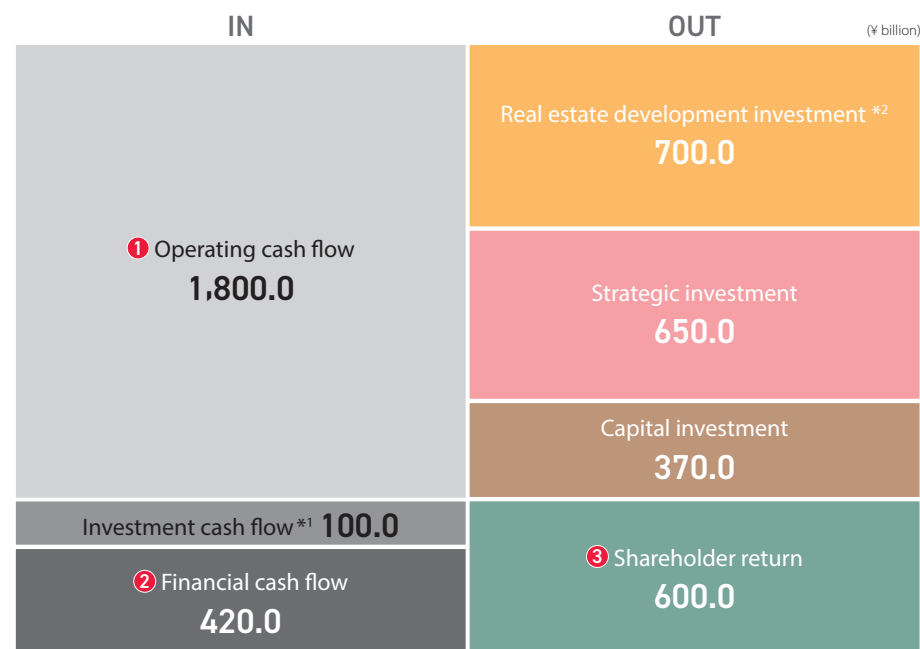 IN
OUT
(¥ billion)
1 Operating cash flow
1,800.0
Investment cash flow *1 100.0
2 Financial cash flow
420.0
Real estate development investment *2
700.0
Strategic investment
650.0
Capital investment
370.0
3 Shareholder return
600.0